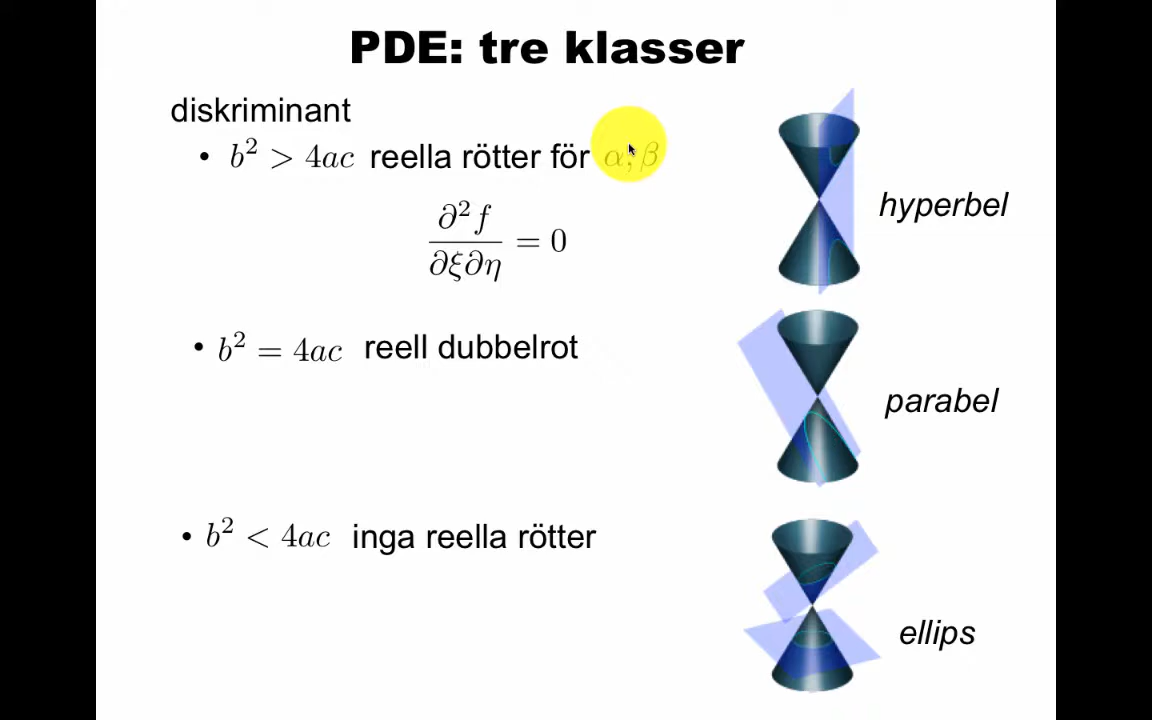 PDE: tre klasser
diskriminant
• b² > 4ac reella rötter för α, β
∂²f / ∂ξ∂η = 0
hyperbel
• b² = 4ac reell dubbelrot
parabel
• b² < 4ac inga reella rötter
ellips